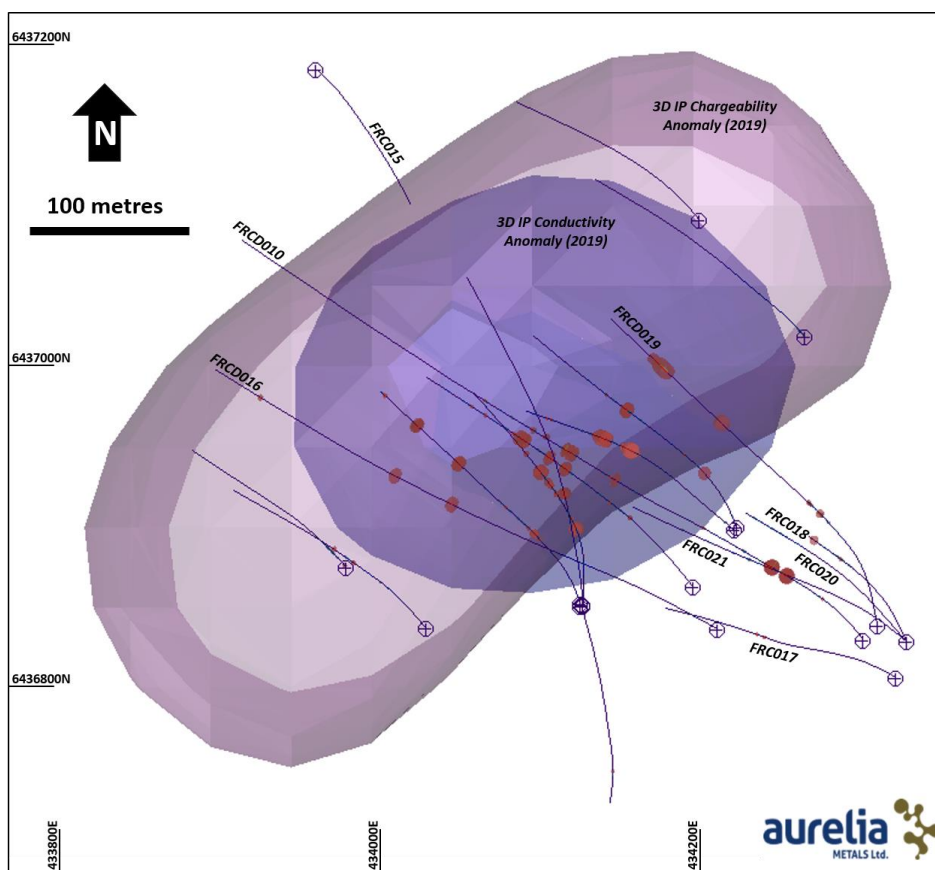 6437200N
3D IP Chargeability
Anomaly (2019)
N
FRC015
100 metres
3D IP Conductivity
Anomaly (2019)
FRCD010
FRCD019
6437000N
FRCD016
FRC018
FRC020
FRC021
FRC017
6436800N
433800E
434000E
434200E
aurelia
METALS Ltd.